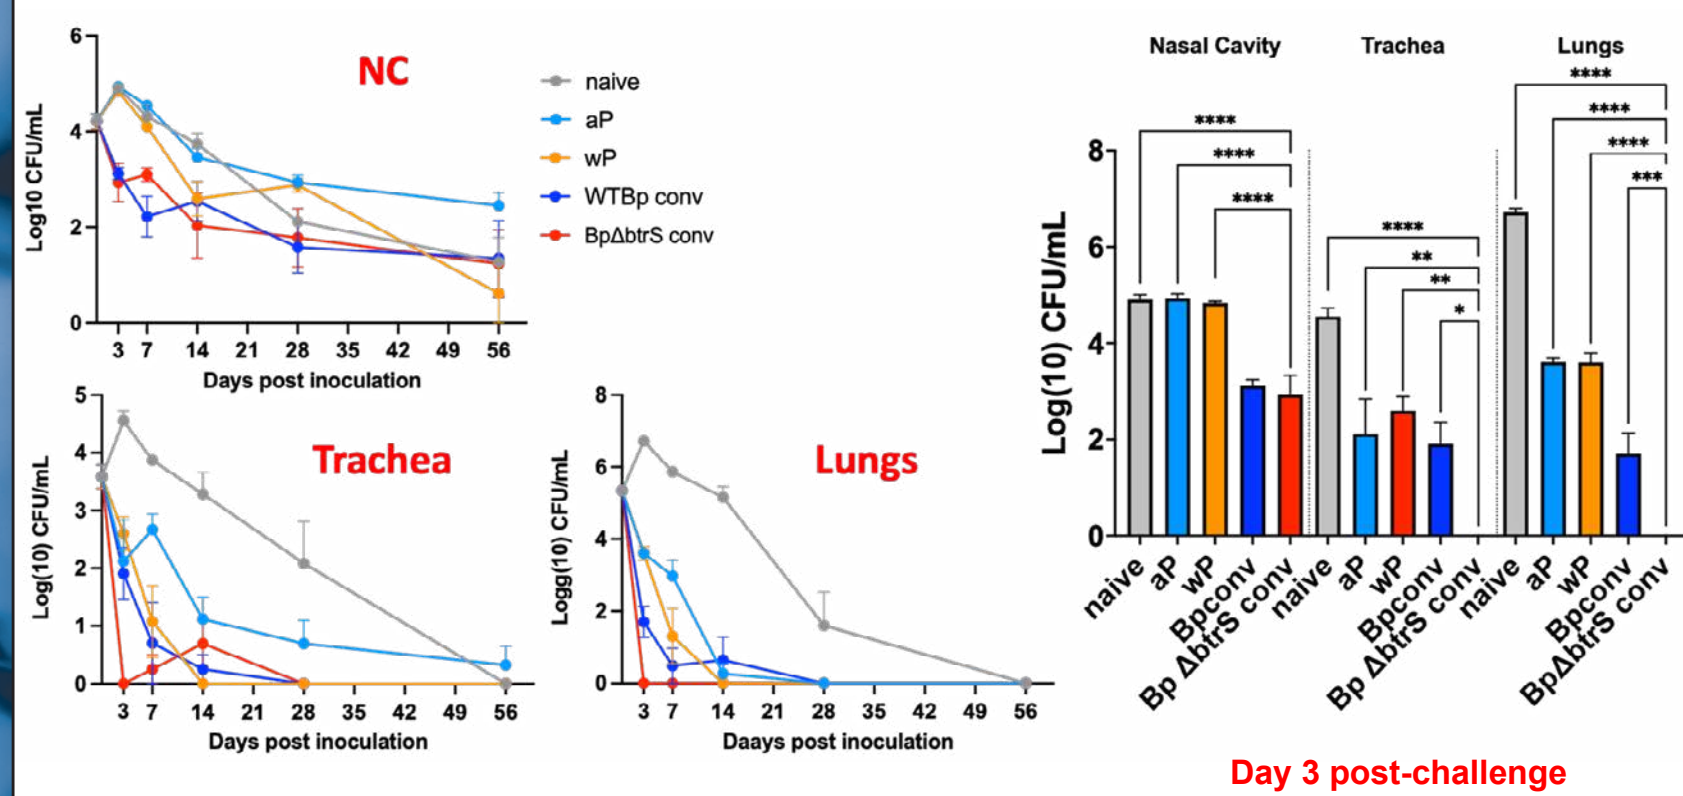 NC
Log10 CFU/mL
6
4
2
0
3 7 14 21 28 35 42 49 56
Days post inoculation
naive
aP
wP
WTBp conv
BpΔbtrS conv
Trachea
Log(10) CFU/mL
5
4
3
2
1
0
3 7 14 21 28 35 42 49 56
Days post inoculation
Lungs
Logg(10) CFU/mL
8
6
4
2
0
3 7 14 21 28 35 42 49 56
Daays post inoculation
Nasal Cavity Trachea Lungs
Log(10) CFU/mL
8
6
4
2
0
****
****
****
****
**
**
*
****
****
****
***
naive
aP
wP
Bpconv
Bp ΔbtrS conv
naive
aP
wP
Bpconv
Bp ΔbtrS conv
naive
aP
wP
Bpconv
BpΔbtrS conv
Day 3 post-challenge